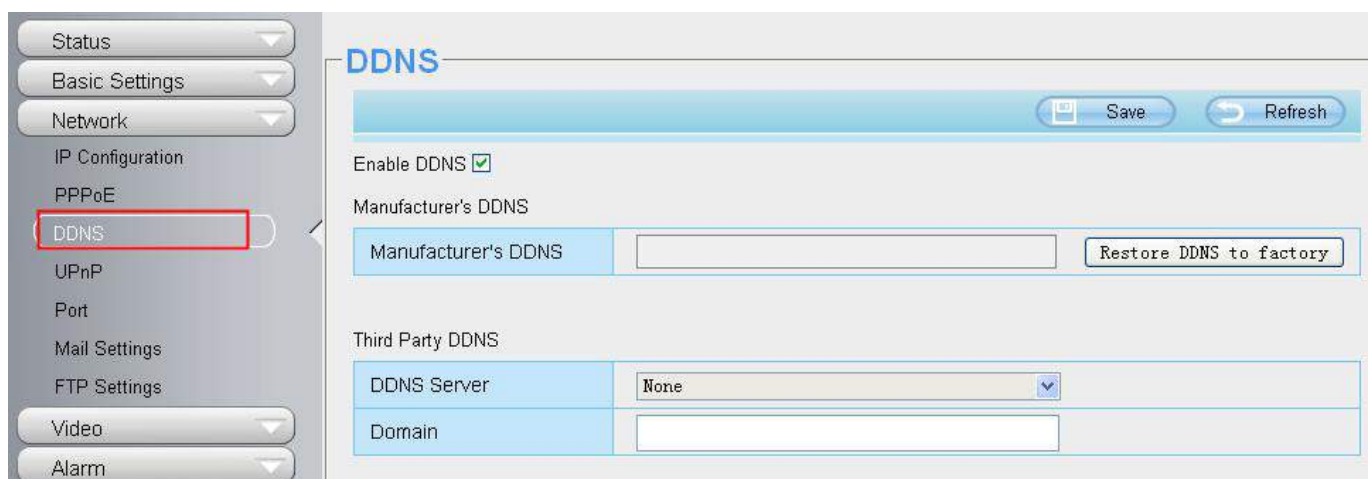 Status
Basic Settings
Network
IP Configuration
PPPoE
DDNS
UPnP
Port
Mail Settings
FTP Settings
Video
Alarm
DDNS
Save Refresh
Enable DDNS
Manufacturer's DDNS
Manufacturer's DDNS Restore DDNS to factory
Third Party DDNS
DDNS Server None
Domain